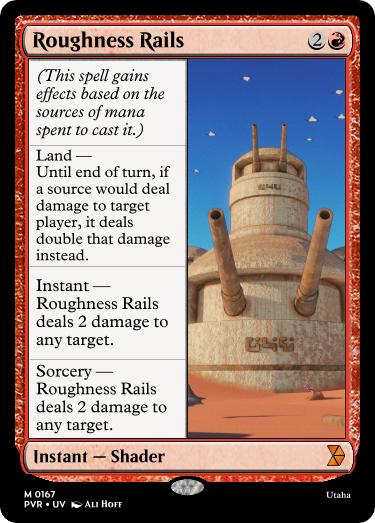 Roughness Rails 2
(This spell gains
effects based on the
sources of mana
spent to cast it.)
Land —
Until end of turn, if
a source would deal
damage to target
player, it deals
double that damage
instead.
Instant —
Roughness Rails
deals 2 damage to
any target.
Sorcery —
Roughness Rails
deals 2 damage to
any target.
Instant — Shader
M 0167
PVR • UV Ali Hoff
Utaha